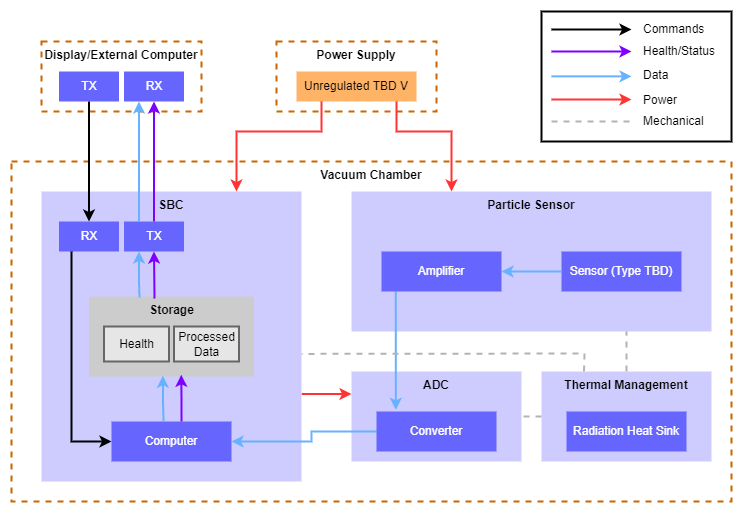 Display/External Computer
TX
RX
Power Supply
Unregulated TBD V
Commands
Health/Status
Data
Power
Mechanical
Vacuum Chamber
SBC
RX
TX
Storage
Health
Processed
Data
Computer
Particle Sensor
Amplifier
Sensor (Type TBD)
ADC
Converter
Thermal Management
Radiation Heat Sink